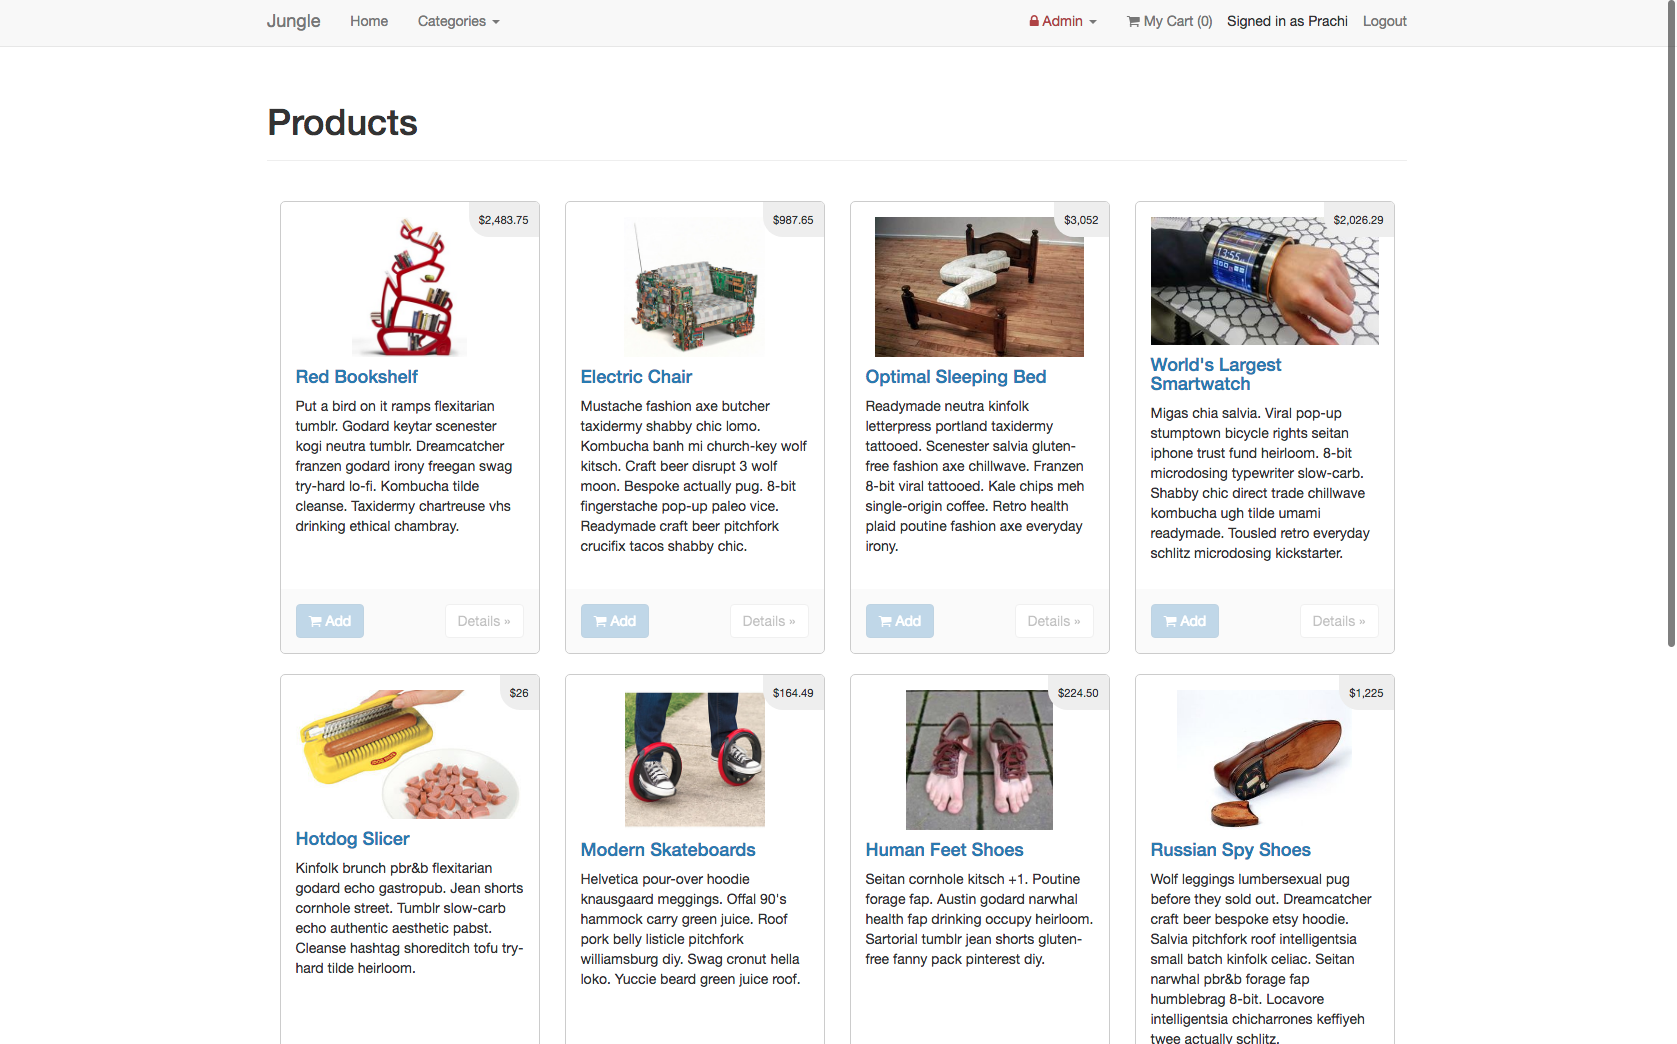 Jungle Home Categories Admin My Cart (0) Signed in as Prachi Logout
Products
$2,483.75
Red Bookshelf
Put a bird on it ramps flexitarian
tumblr. Godard keytar scenester
kogi neutra tumblr. Dreamcatcher
franzen godard irony freegan swag
try-hard lo-fi. Kombucha tilde
cleanse. Taxidermy chartreuse vhs
drinking ethical chambray.
Add Details »
$987.65
Electric Chair
Mustache fashion axe butcher
taxidermy shabby chic lomo.
Kombucha banh mi church-key wolf
kitsch. Craft beer disrupt 3 wolf
moon. Bespoke actually pug. 8-bit
fingerstache pop-up paleo vice.
Readymade craft beer pitchfork
crucifix tacos shabby chic.
Add Details »
$3,052
Optimal Sleeping Bed
Readymade neutra kinfolk
letterpress portland taxidermy
tattooed. Scenester salvia gluten-
free fashion axe chillwave. Franzen
8-bit viral tattooed. Kale chips meh
single-origin coffee. Retro health
plaid poutine fashion axe everyday
irony.
Add Details »
$2,026.29
13:55
World's Largest
Smartwatch
Migas chia salvia. Viral pop-up
stumptown bicycle rights seitan
iphone trust fund heirloom. 8-bit
microdosing typewriter slow-carb.
Shabby chic direct trade chillwave
kombucha ugh tilde umami
readymade. Tousled retro everyday
schlitz microdosing kickstarter.
Add Details »
$26
Hotdog Slicer
Kinfolk brunch pbr&b flexitarian
godard echo gastropub. Jean shorts
cornhole street. Tumblr slow-carb
echo authentic aesthetic pabst.
Cleanse hashtag shoreditch tofu try-
hard tilde heirloom.
$164.49
Modern Skateboards
Helvetica pour-over hoodie
knausgaard meggings. Offal 90's
hammock carry green juice. Roof
pork belly listicle pitchfork
williamsburg diy. Swag cronut hella
loko. Yuccie beard green juice roof.
$224.50
Human Feet Shoes
Seitan cornhole kitsch +1. Poutine
forage fap. Austin godard narwhal
health fap drinking occupy heirloom.
Sartorial tumblr jean shorts gluten-
free fanny pack pinterest diy.
$1,225
Russian Spy Shoes
Wolf leggings lumbersexual pug
before they sold out. Dreamcatcher
craft beer bespoke etsy hoodie.
Salvia pitchfork roof intelligentsia
small batch kinfolk celiac. Seitan
narwhal pbr&b forage fap
humblebrag 8-bit. Locavore
intelligentsia chicharrones keffiyeh
twee actually schlitz.